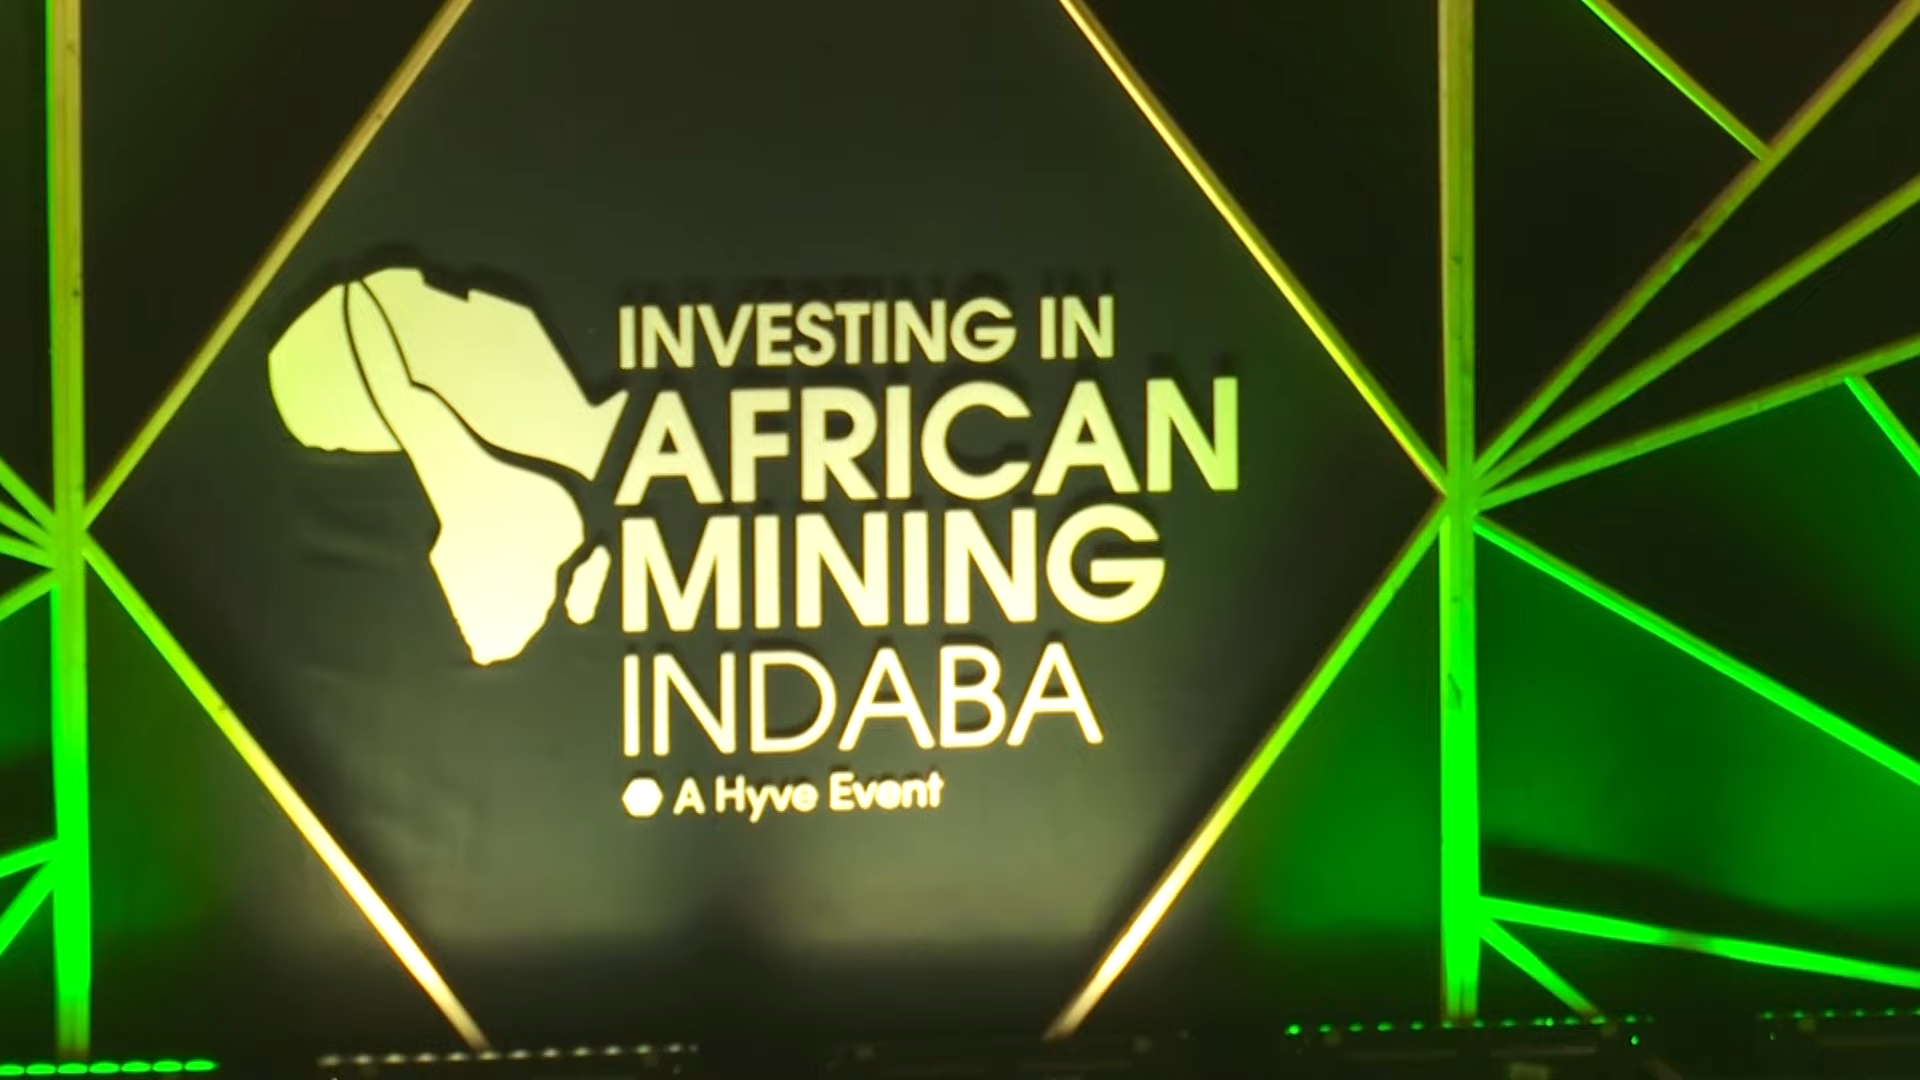 INVESTING IN
AFRICAN
MINING
INDABA
A Hyve Event